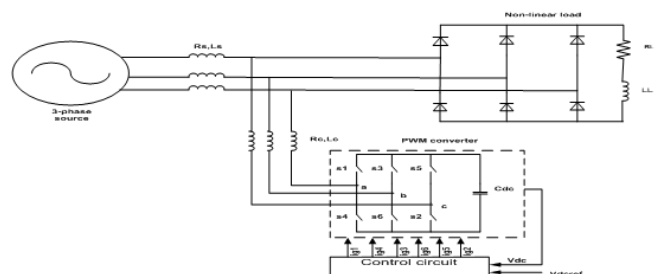 Non-linear load
Rs,Ls
RL
LL
3-phase
source
Rc,Lc
PWM converter
s1 s3 s5
a
b
c
Cdc
s4 s6 s2
Control circuit
Vdc
Vdcref